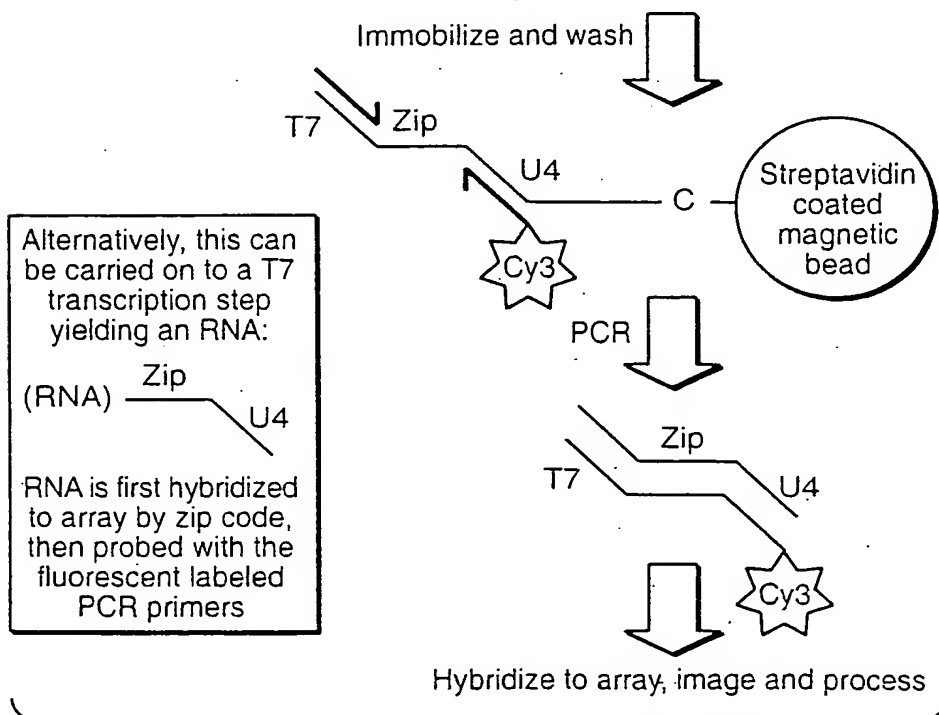 Immobilize and wash
T7
Zip
U4
C
Streptavidin
coated
magnetic
bead
Cy3
Alternatively, this can
be carried on to a T7
transcription step
yielding an RNA:
(RNA)
Zip
U4
RNA is first hybridized
to array by zip code,
then probed with the
fluorescent labeled
PCR primers
PCR
Zip
T7
U4
Cy3
Hybridize to array, image and process